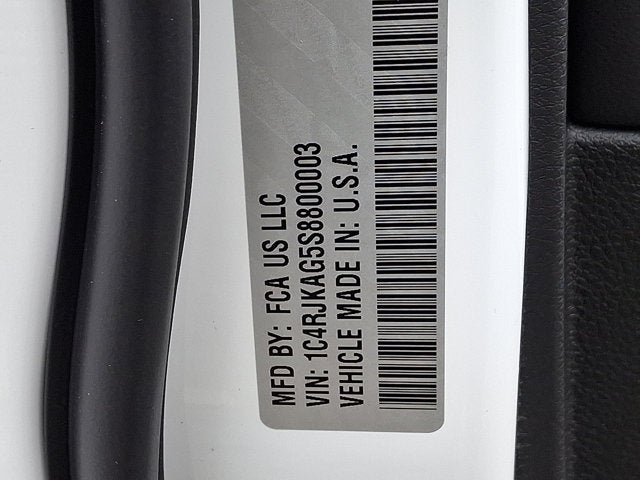 MFD BY: FCA US LLC
VIN: 1C4RJKAG5S8800003
VEHICLE MADE IN: U.S.A.